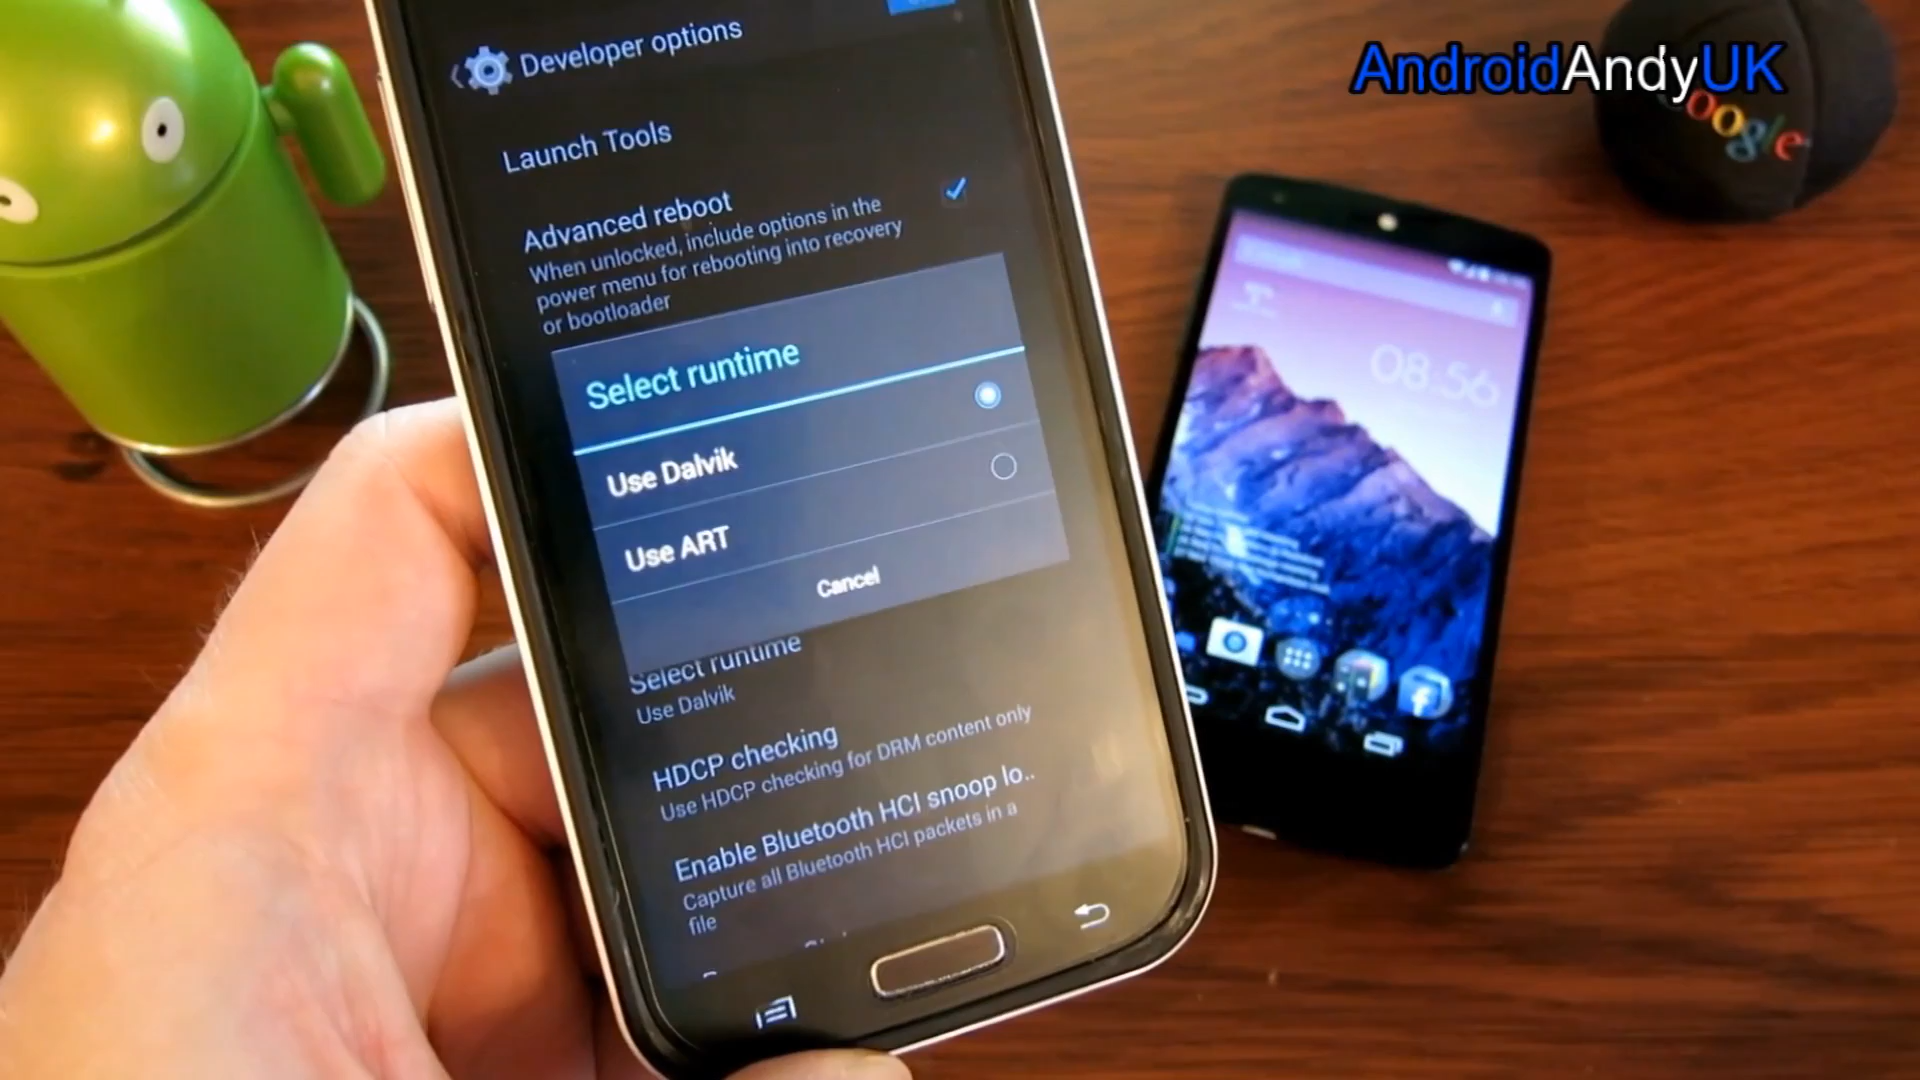 AndroidAndyUK
Google
Developer options
Launch Tools
Advanced reboot
When unlocked, include options in the
power menu for rebooting into recovery
or bootloader
Select runtime
Use Dalvik
Use ART
Cancel
Select runtime
Use Dalvik
HDCP checking
Use HDCP checking for DRM content only
Enable Bluetooth HCI snoop lo..
Capture all Bluetooth HCI packets in a
file
08:56